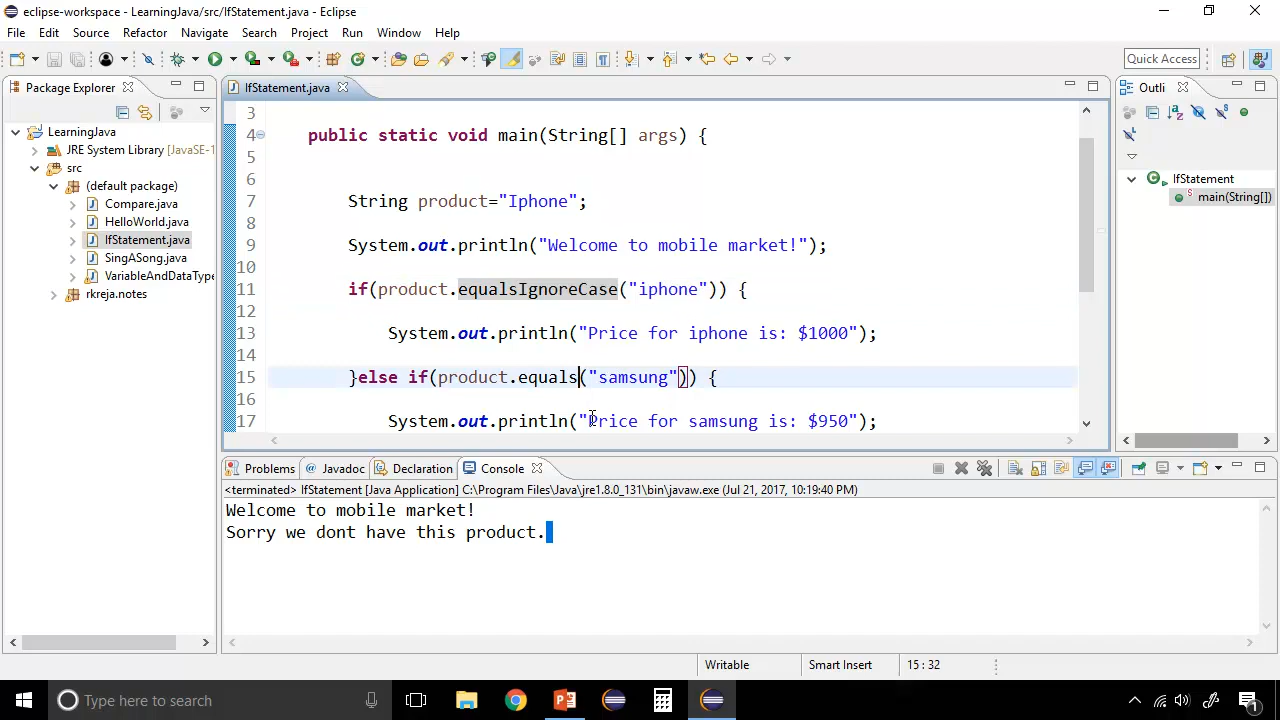 eclipse-workspace - LearningJava/src/IfStatement.java - Eclipse
File Edit Source Refactor Navigate Search Project Run Window Help
Quick Access
Package Explorer
LearningJava
JRE System Library [JavaSE-1
src
(default package)
Compare.java
HelloWorld.java
IfStatement.java
SingASong.java
VariableAndDataType
rkreja.notes
IfStatement.java
3
4 public static void main(String[] args) {
5
6
7 String product="Iphone";
8
9 System.out.println("Welcome to mobile market!");
10
11 if(product.equalsIgnoreCase("iphone")) {
12
13 System.out.println("Price for iphone is: $1000");
14
15 }else if(product.equals("samsung")) {
16
17 System.out.println("Price for samsung is: $950");
Outli
IfStatement
main(String[])
Problems @ Javadoc Declaration Console
<terminated> IfStatement [Java Application] C:\Program Files\Java\jre1.8.0_131\bin\javaw.exe (Jul 21, 2017, 10:19:40 PM)
Welcome to mobile market!
Sorry we dont have this product.
Writable Smart Insert 15 : 32
Type here to search
1